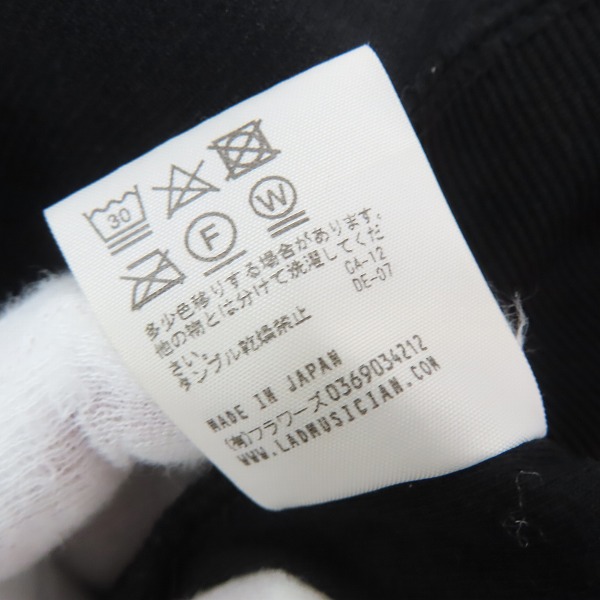 30
F
W
多少色移りする場合があります。
他の物とは分けて洗濯してくだ
さい。
タンブル乾燥禁止
CA-12
DE-07
MADE IN JAPAN
(有)フラワーズ0369034212
WWW.LADMUSICIAN.COM